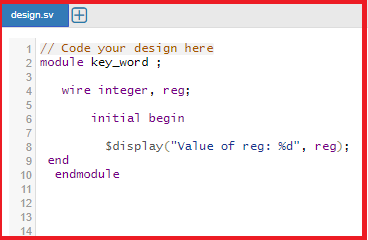 design.sv
1 // Code your design here
2 module key_word ;
3
4 wire integer, reg;
5
6 initial begin
7
8 $display("Value of reg: %d", reg);
9 end
10 endmodule
11
12
13
14